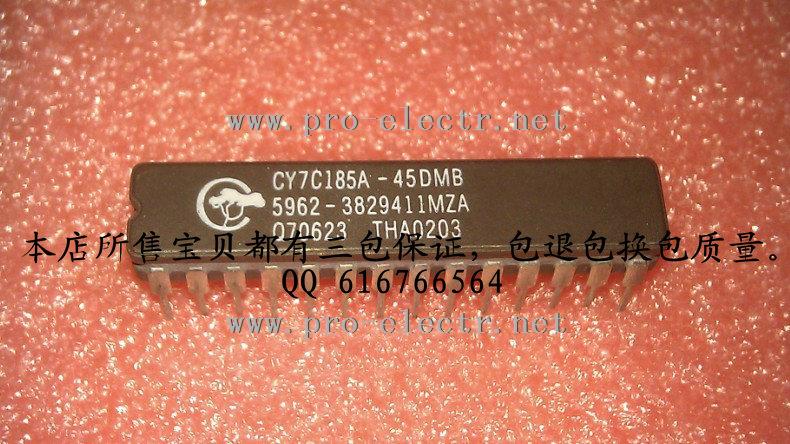 www.pro-electr.net
CY7C185A-45DMB
5962-3829411MZA
THA0203
本店所售宝贝都有三包保证，包退包换包质量。
QQ 616766564
www.pro-electr.net